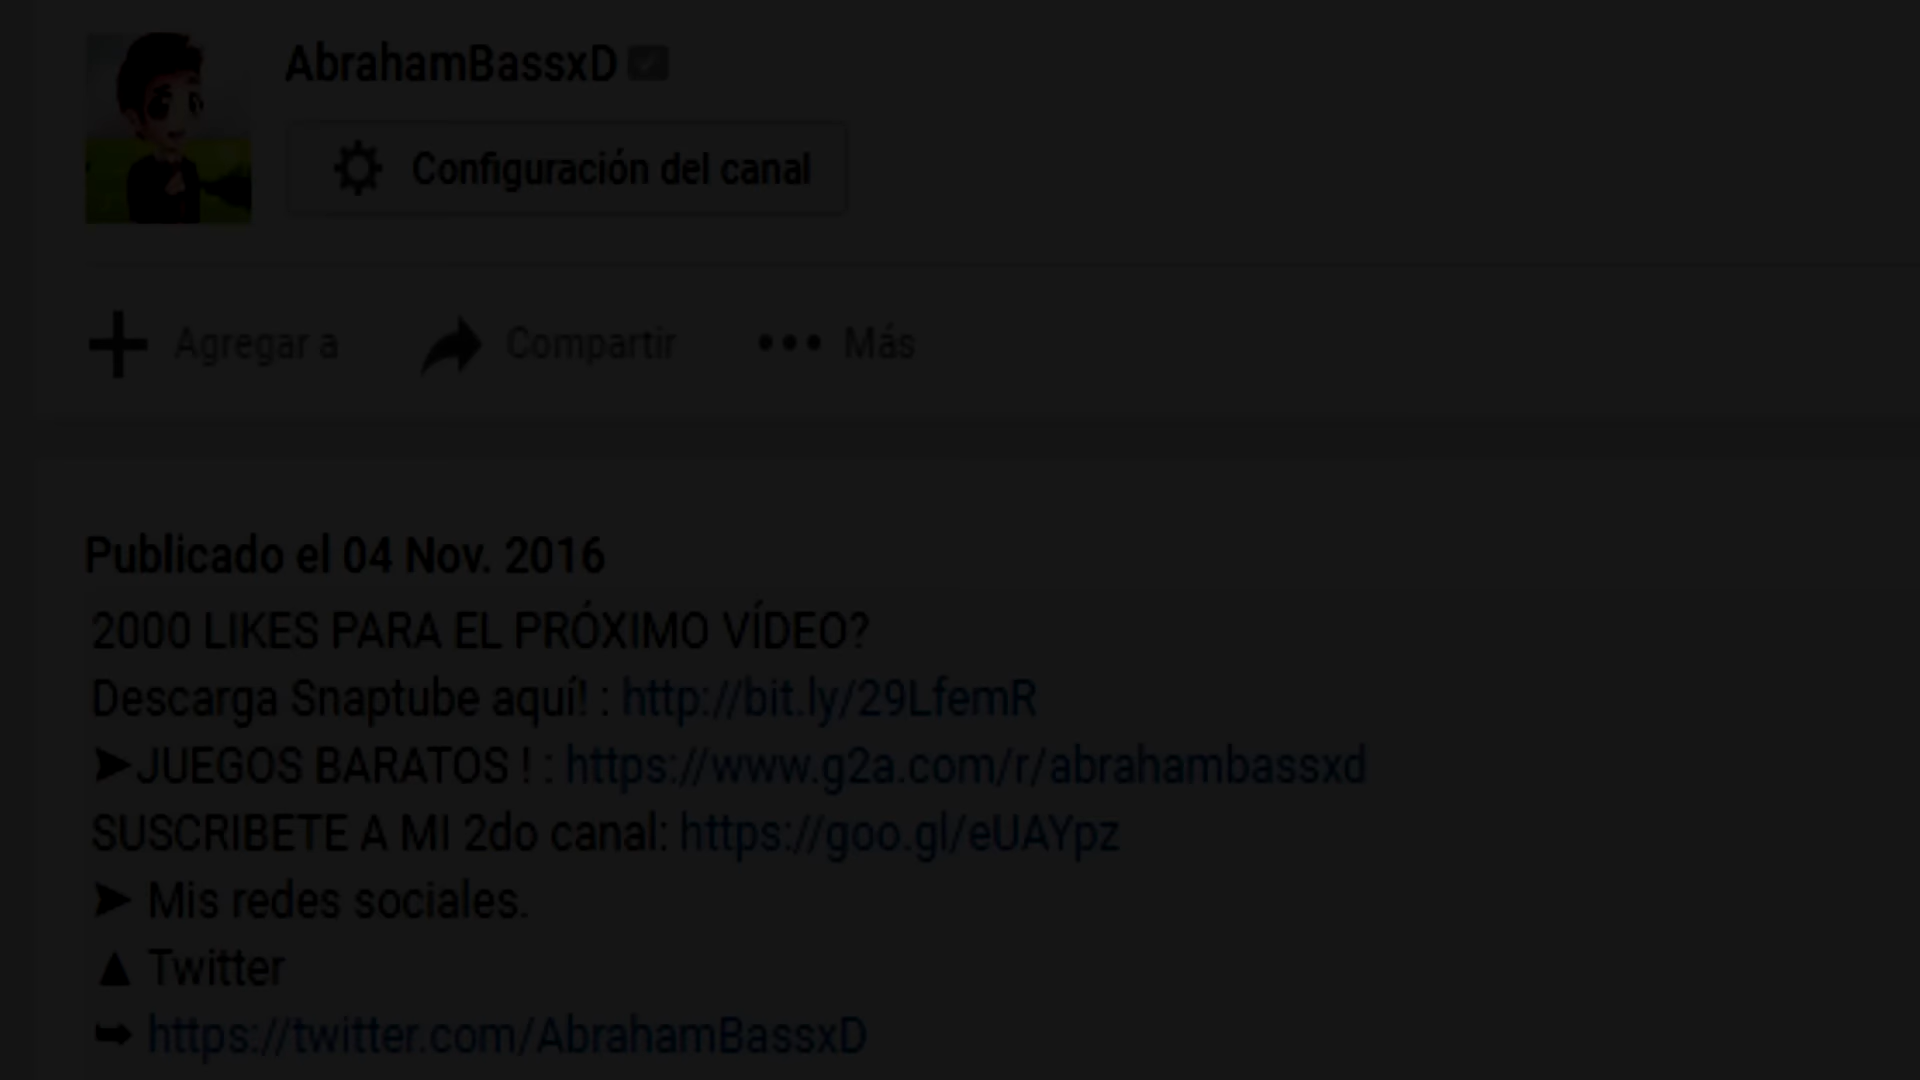 AbrahamBassxD
Configuración del canal
Agregar a
Compartir
Más
Publicado el 04 Nov. 2016
2000 LIKES PARA EL PRÓXIMO VÍDEO?
Descarga Snaptube aquí! : http://bit.ly/29LfemR
➤JUEGOS BARATOS ! : https://www.g2a.com/r/abrahambassxd
SUSCRIBETE A MI 2do canal: https://goo.gl/eUAYpz
➤ Mis redes sociales.
▲ Twitter
➥ https://twitter.com/AbrahamBassxD